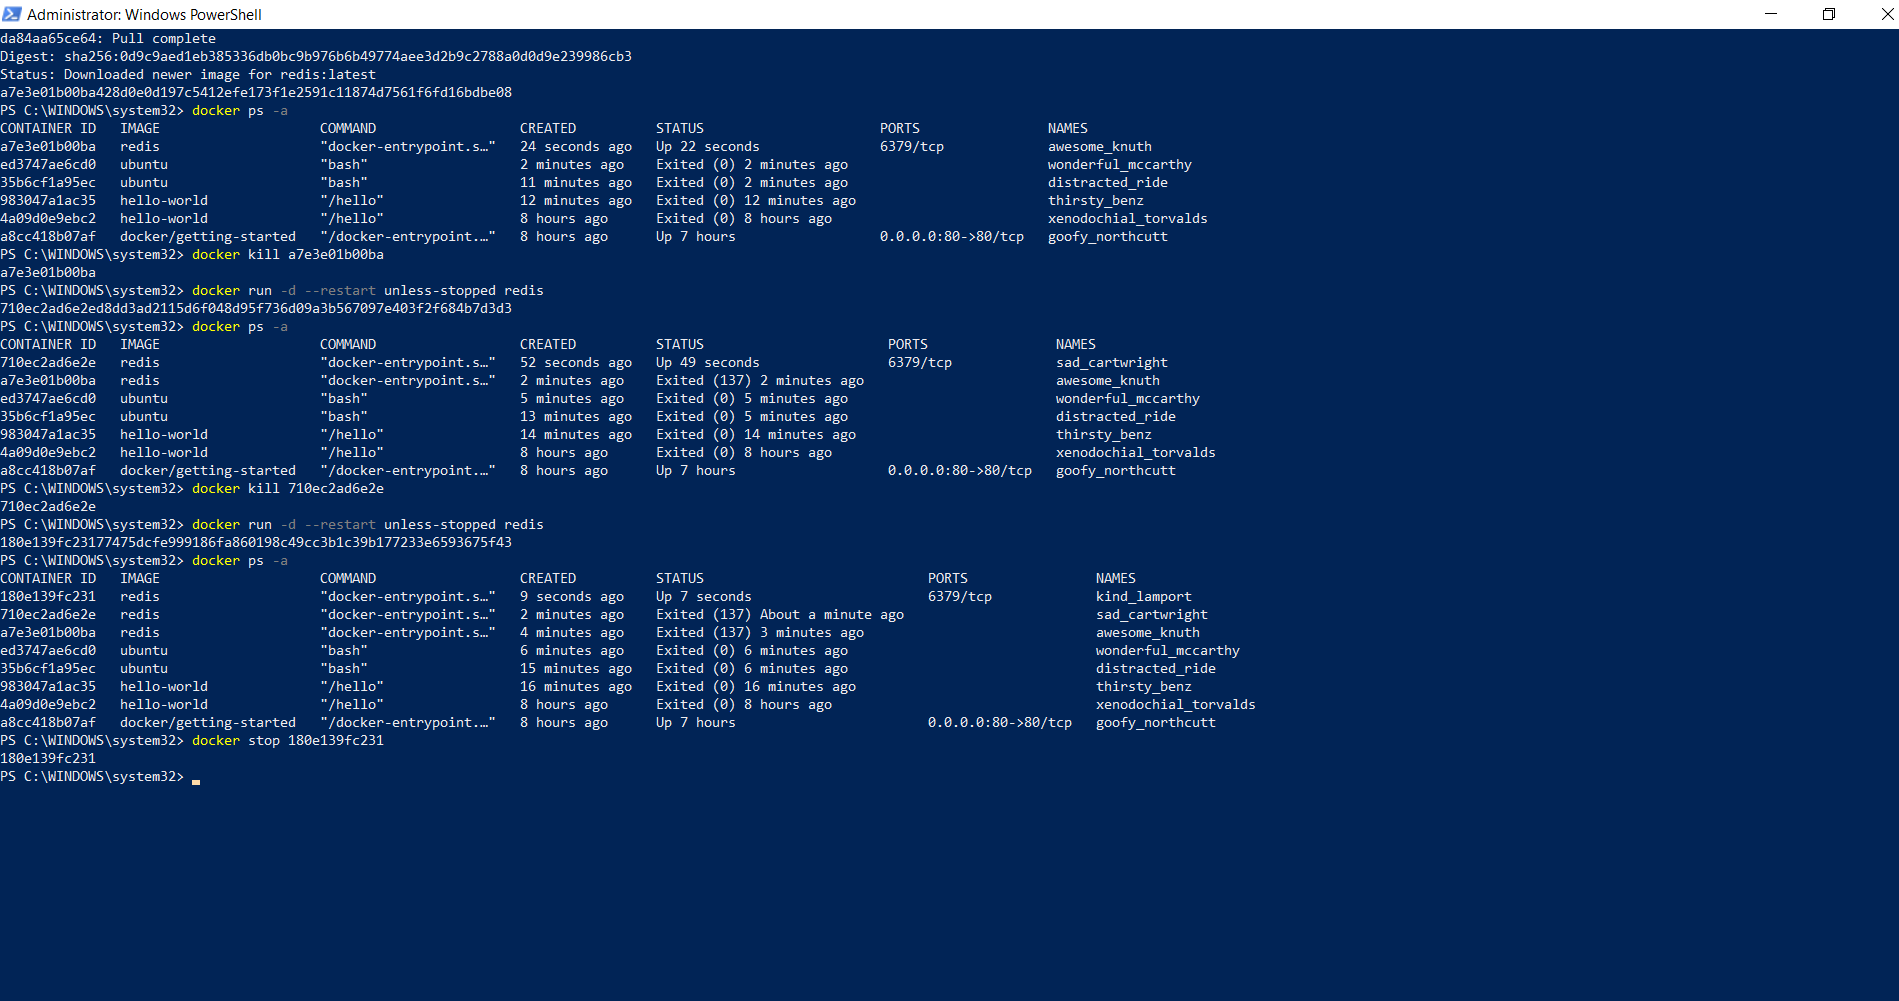 Administrator: Windows PowerShell
da84aa65ce64: Pull complete
Digest: sha256:0d9c9aed1eb385336db0bc9b976b6b49774aee3d2b9c2788a0d0d9e239986cb3
Status: Downloaded newer image for redis:latest
a7e3e01b00ba428d0e0d197c5412efe173f1e2591c11874d7561f6fd16bdbe08
PS C:\WINDOWS\system32> docker ps -a
CONTAINER ID   IMAGE                    COMMAND                  CREATED          STATUS                      PORTS                NAMES
a7e3e01b00ba   redis                    "docker-entrypoint.s…"   24 seconds ago   Up 22 seconds               6379/tcp             awesome_knuth
ed3747ae6cd0   ubuntu                   "bash"                   2 minutes ago    Exited (0) 2 minutes ago                         wonderful_mccarthy
35b6cf1a95ec   ubuntu                   "bash"                   11 minutes ago   Exited (0) 2 minutes ago                         distracted_ride
983047a1ac35   hello-world              "/hello"                 12 minutes ago   Exited (0) 12 minutes ago                        thirsty_benz
4a09d0e9ebc2   hello-world              "/hello"                 8 hours ago      Exited (0) 8 hours ago                           xenodochial_torvalds
a8cc418b07af   docker/getting-started   "/docker-entrypoint.…"   8 hours ago      Up 7 hours                  0.0.0.0:80->80/tcp   goofy_northcutt
PS C:\WINDOWS\system32> docker kill a7e3e01b00ba
a7e3e01b00ba
PS C:\WINDOWS\system32> docker run -d --restart unless-stopped redis
710ec2ad6e2ed8dd3ad2115d6f048d95f736d09a3b567097e403f2f684b7d3d3
PS C:\WINDOWS\system32> docker ps -a
CONTAINER ID   IMAGE                    COMMAND                  CREATED          STATUS                       PORTS                NAMES
710ec2ad6e2e   redis                    "docker-entrypoint.s…"   52 seconds ago   Up 49 seconds                6379/tcp             sad_cartwright
a7e3e01b00ba   redis                    "docker-entrypoint.s…"   2 minutes ago    Exited (137) 2 minutes ago                        awesome_knuth
ed3747ae6cd0   ubuntu                   "bash"                   5 minutes ago    Exited (0) 5 minutes ago                          wonderful_mccarthy
35b6cf1a95ec   ubuntu                   "bash"                   13 minutes ago   Exited (0) 5 minutes ago                          distracted_ride
983047a1ac35   hello-world              "/hello"                 14 minutes ago   Exited (0) 14 minutes ago                         thirsty_benz
4a09d0e9ebc2   hello-world              "/hello"                 8 hours ago      Exited (0) 8 hours ago                            xenodochial_torvalds
a8cc418b07af   docker/getting-started   "/docker-entrypoint.…"   8 hours ago      Up 7 hours                   0.0.0.0:80->80/tcp   goofy_northcutt
PS C:\WINDOWS\system32> docker kill 710ec2ad6e2e
710ec2ad6e2e
PS C:\WINDOWS\system32> docker run -d --restart unless-stopped redis
180e139fc23177475dcfe999186fa860198c49cc3b1c39b177233e6593675f43
PS C:\WINDOWS\system32> docker ps -a
CONTAINER ID   IMAGE                    COMMAND                  CREATED          STATUS                            PORTS                NAMES
180e139fc231   redis                    "docker-entrypoint.s…"   9 seconds ago    Up 7 seconds                      6379/tcp             kind_lamport
710ec2ad6e2e   redis                    "docker-entrypoint.s…"   2 minutes ago    Exited (137) About a minute ago                        sad_cartwright
a7e3e01b00ba   redis                    "docker-entrypoint.s…"   4 minutes ago    Exited (137) 3 minutes ago                             awesome_knuth
ed3747ae6cd0   ubuntu                   "bash"                   6 minutes ago    Exited (0) 6 minutes ago                               wonderful_mccarthy
35b6cf1a95ec   ubuntu                   "bash"                   15 minutes ago   Exited (0) 6 minutes ago                               distracted_ride
983047a1ac35   hello-world              "/hello"                 16 minutes ago   Exited (0) 16 minutes ago                              thirsty_benz
4a09d0e9ebc2   hello-world              "/hello"                 8 hours ago      Exited (0) 8 hours ago                                 xenodochial_torvalds
a8cc418b07af   docker/getting-started   "/docker-entrypoint.…"   8 hours ago      Up 7 hours                        0.0.0.0:80->80/tcp   goofy_northcutt
PS C:\WINDOWS\system32> docker stop 180e139fc231
180e139fc231
PS C:\WINDOWS\system32>